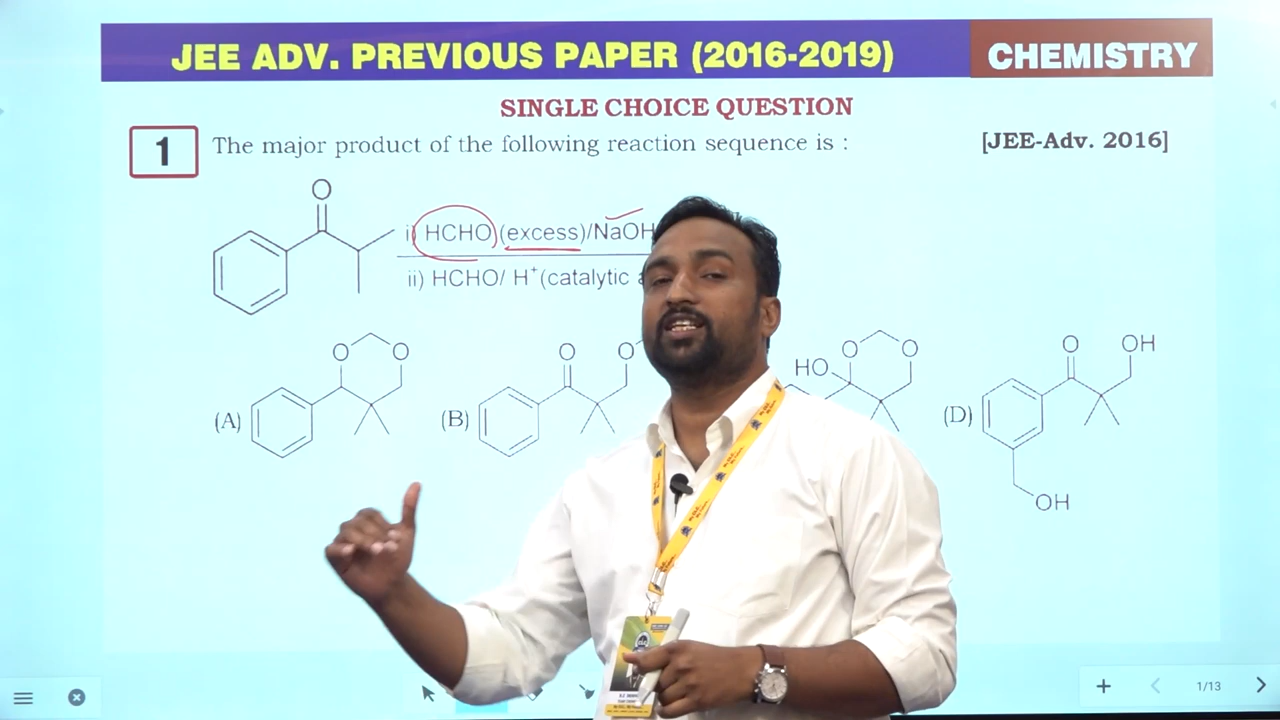 JEE ADV. PREVIOUS PAPER (2016-2019) CHEMISTRY
SINGLE CHOICE QUESTION
1 The major product of the following reaction sequence is : [JEE-Adv. 2016]
O
i) HCHO (excess)/NaOH
ii) HCHO/ H⁺(catalytic
O O O O O O O OH
HO
(A) (B) (D)
OH
1/13